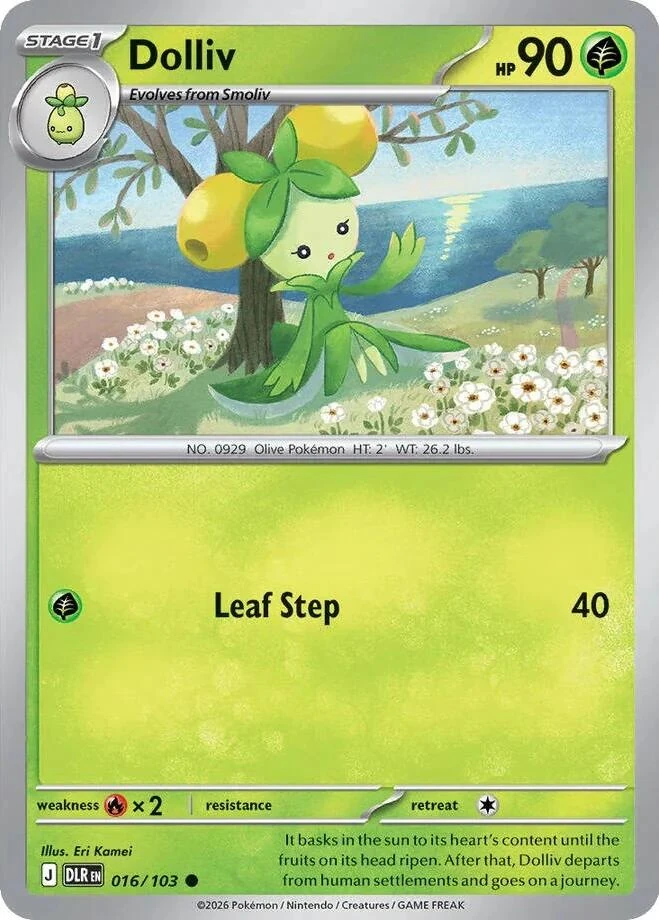 STAGE1
Dolliv
HP 90
Evolves from Smoliv
NO. 0929 Olive Pokémon HT: 2' WT: 26.2 lbs.
Leaf Step 40
weakness ×2 resistance retreat
Illus. Eri Kamei
It basks in the sun to its heart's content until the
fruits on its head ripen. After that, Dolliv departs
from human settlements and goes on a journey.
J DLR EN 016/103
©2026 Pokémon / Nintendo / Creatures / GAME FREAK